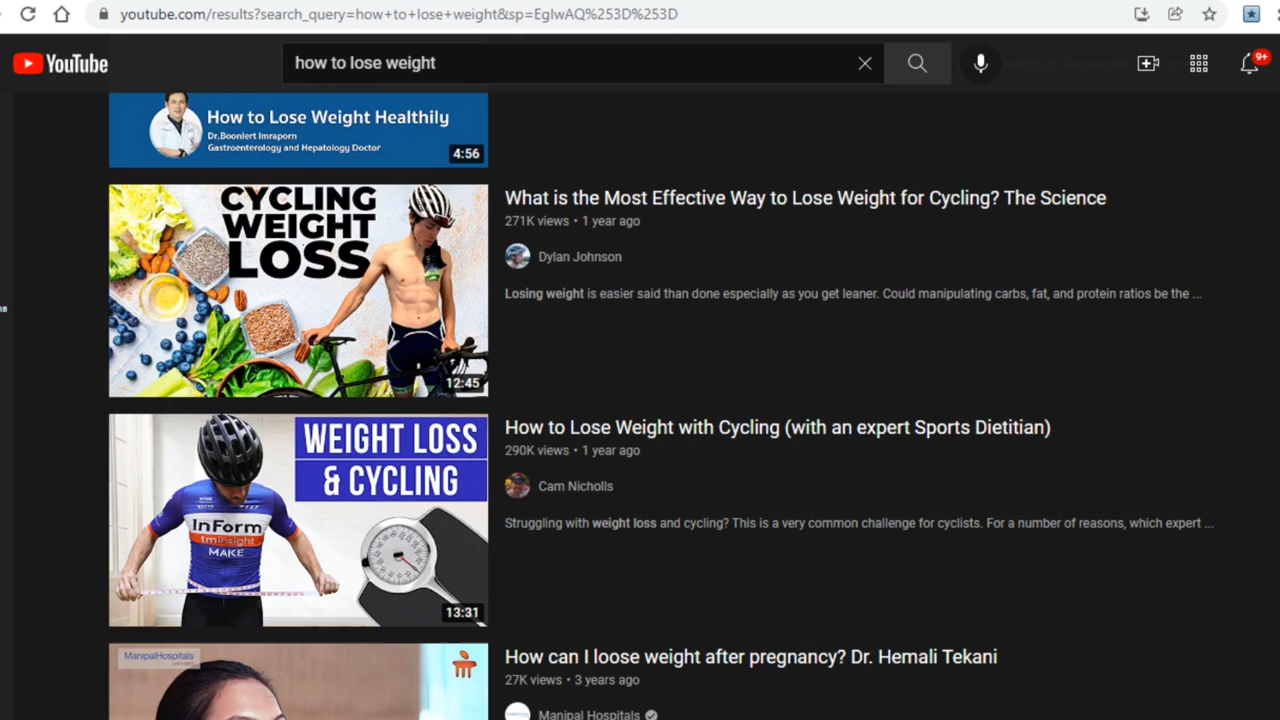 youtube.com/results?search_query=how+to+lose+weight&sp=EgIwAQ%253D%253D
YouTube
how to lose weight
9+
How to Lose Weight Healthily
Dr.Boonlert Imraporn
Gastroenterology and Hepatology Doctor
4:56
CYCLING
WEIGHT
LOSS
12:45
What is the Most Effective Way to Lose Weight for Cycling? The Science
271K views • 1 year ago
Dylan Johnson
Losing weight is easier said than done especially as you get leaner. Could manipulating carbs, fat, and protein ratios be the ...
WEIGHT LOSS
& CYCLING
InForm
tminsight
MAKE
13:31
How to Lose Weight with Cycling (with an expert Sports Dietitian)
290K views • 1 year ago
Cam Nicholls
Struggling with weight loss and cycling? This is a very common challenge for cyclists. For a number of reasons, which expert ...
ManipalHospitals
How can I loose weight after pregnancy? Dr. Hemali Tekani
27K views • 3 years ago
Manipal Hospitals